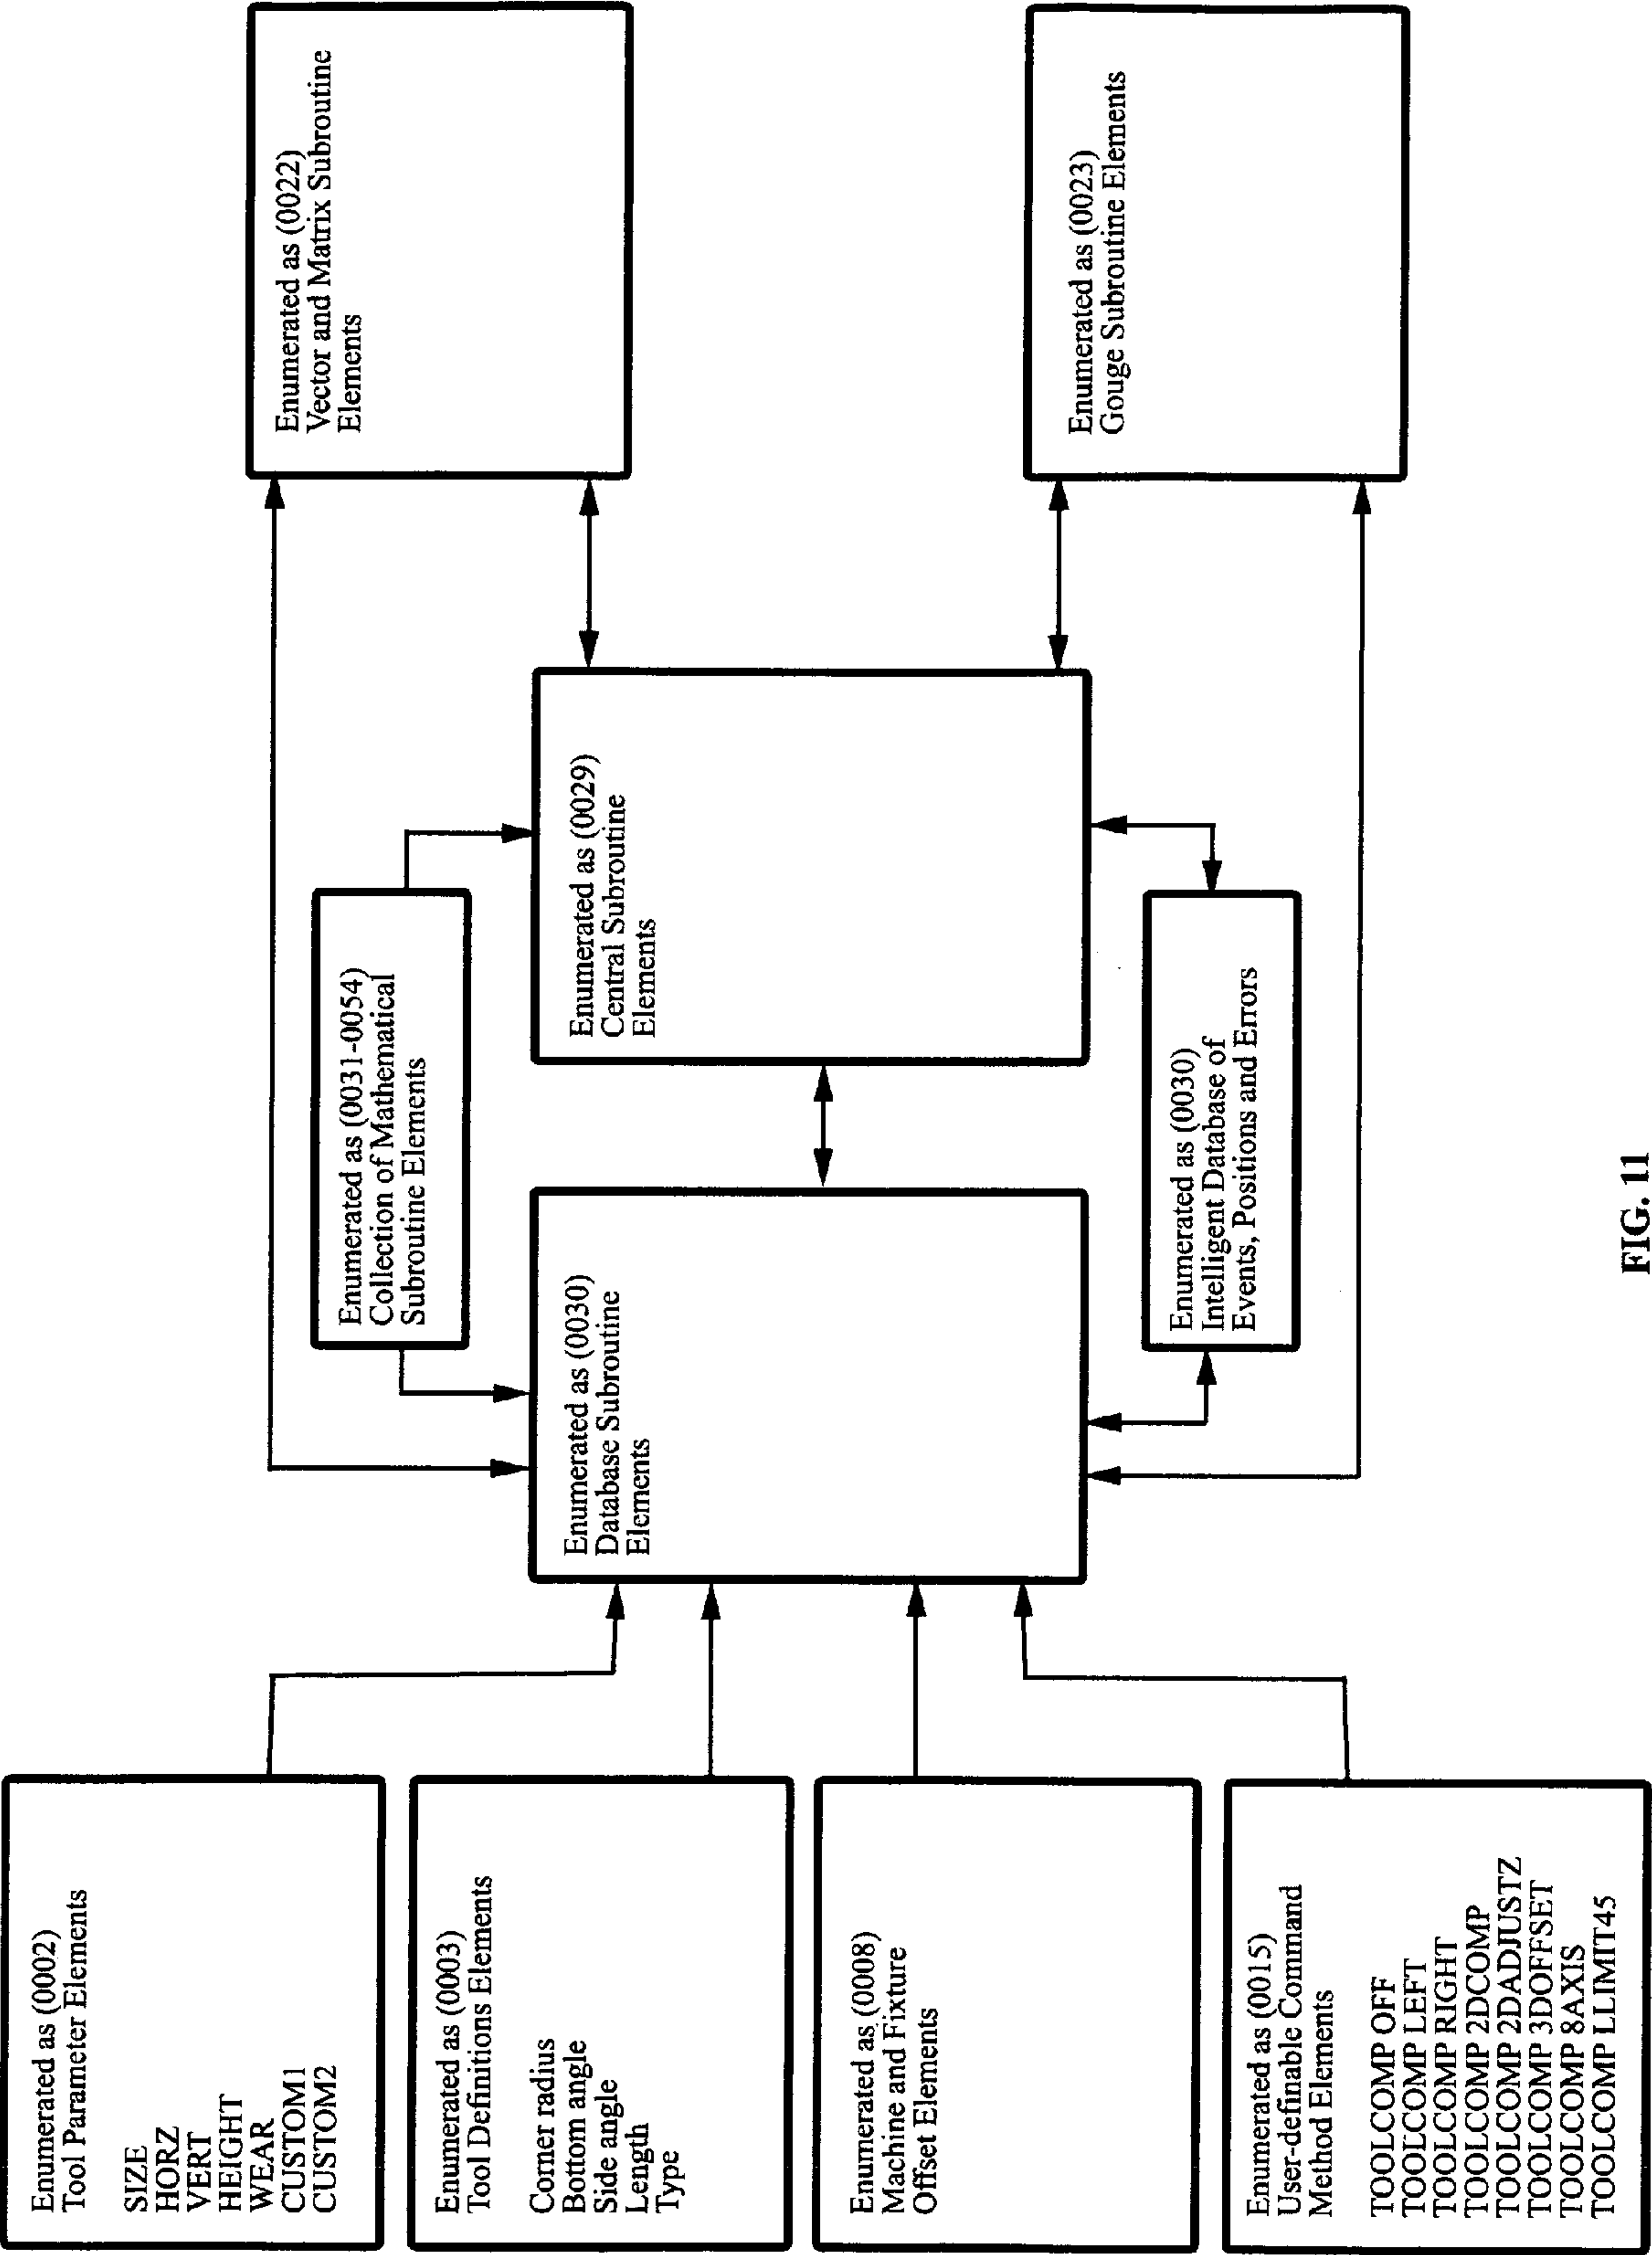 Enumerated as (0002)
Tool Parameter Elements
SIZE
HORZ
VERT
HEIGHT
WEAR
CUSTOM1
CUSTOM2
Enumerated as (0003)
Tool Definitions Elements
Corner radius
Bottom angle
Side angle
Length
Type
Enumerated as (0008)
Machine and Fixture
Offset Elements
Enumerated as (0015)
User-definable Command
Method Elements
TOOLCOMP OFF
TOOLCOMP LEFT
TOOLCOMP RIGHT
TOOLCOMP 2DCOMP
TOOLCOMP 2DADJUSTZ
TOOLCOMP 3DOFFSET
TOOLCOMP 8AXIS
TOOLCOMP LLIMIT45
Enumerated as (0031-0054)
Collection of Mathematical
Subroutine Elements
Enumerated as (0030)
Database Subroutine
Elements
Enumerated as (0030)
Intelligent Database of
Events, Positions and Errors
Enumerated as (0029)
Central Subroutine
Elements
Enumerated as (0022)
Vector and Matrix Subroutine
Elements
Enumerated as (0023)
Gouge Subroutine Elements
FIG. 11